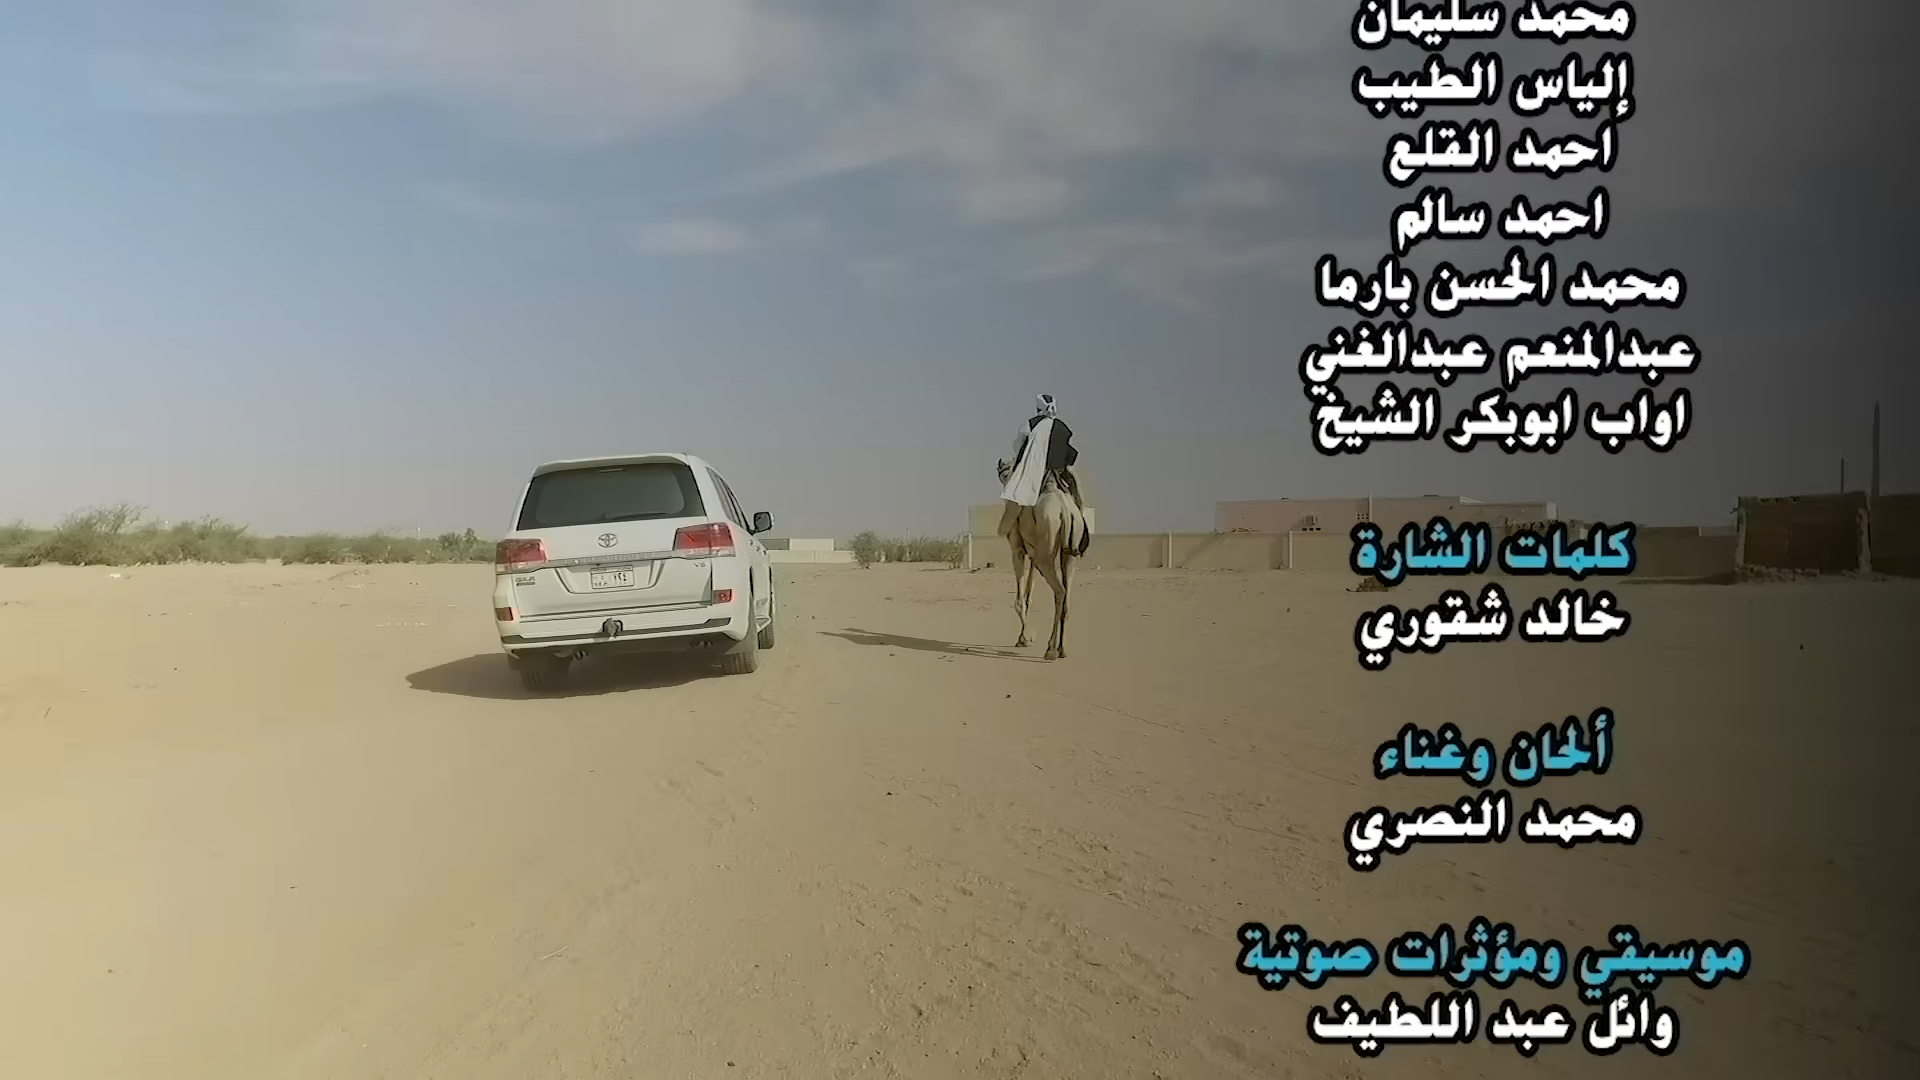 محمد سليمان
إلياس الطيب
احمد القلع
احمد سالم
محمد الحسن بارما
عبدالمنعم عبدالغني
اواب ابوبكر الشيخ
كلمات الشارة
خالد شقوري
ألحان وغناء
محمد النصري
موسيقي ومؤثرات صوتية
وائل عبد اللطيف